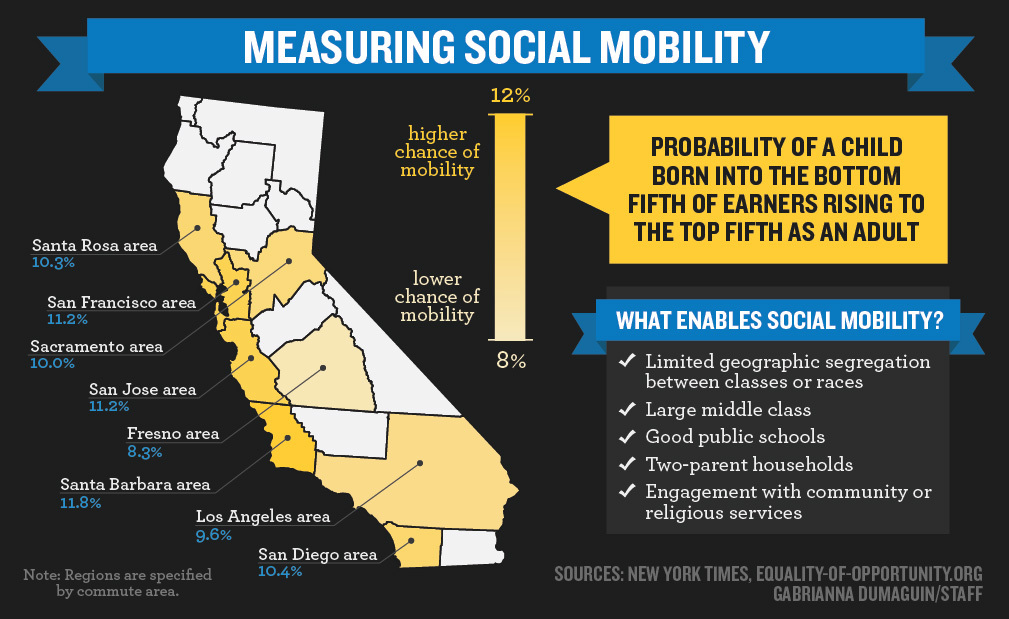 MEASURING SOCIAL MOBILITY
12%
higher
chance of
mobility
lower
chance of
mobility
8%
PROBABILITY OF A CHILD
BORN INTO THE BOTTOM
FIFTH OF EARNERS RISING TO
THE TOP FIFTH AS AN ADULT
Santa Rosa area
10.3%
San Francisco area
11.2%
Sacramento area
10.0%
San Jose area
11.2%
Fresno area
8.3%
Santa Barbara area
11.8%
Los Angeles area
9.6%
San Diego area
10.4%
WHAT ENABLES SOCIAL MOBILITY?
Limited geographic segregation
between classes or races
Large middle class
Good public schools
Two-parent households
Engagement with community or
religious services
Note: Regions are specified
by commute area.
SOURCES: NEW YORK TIMES, EQUALITY-OF-OPPORTUNITY.ORG
GABRIANNA DUMAGUIN/STAFF